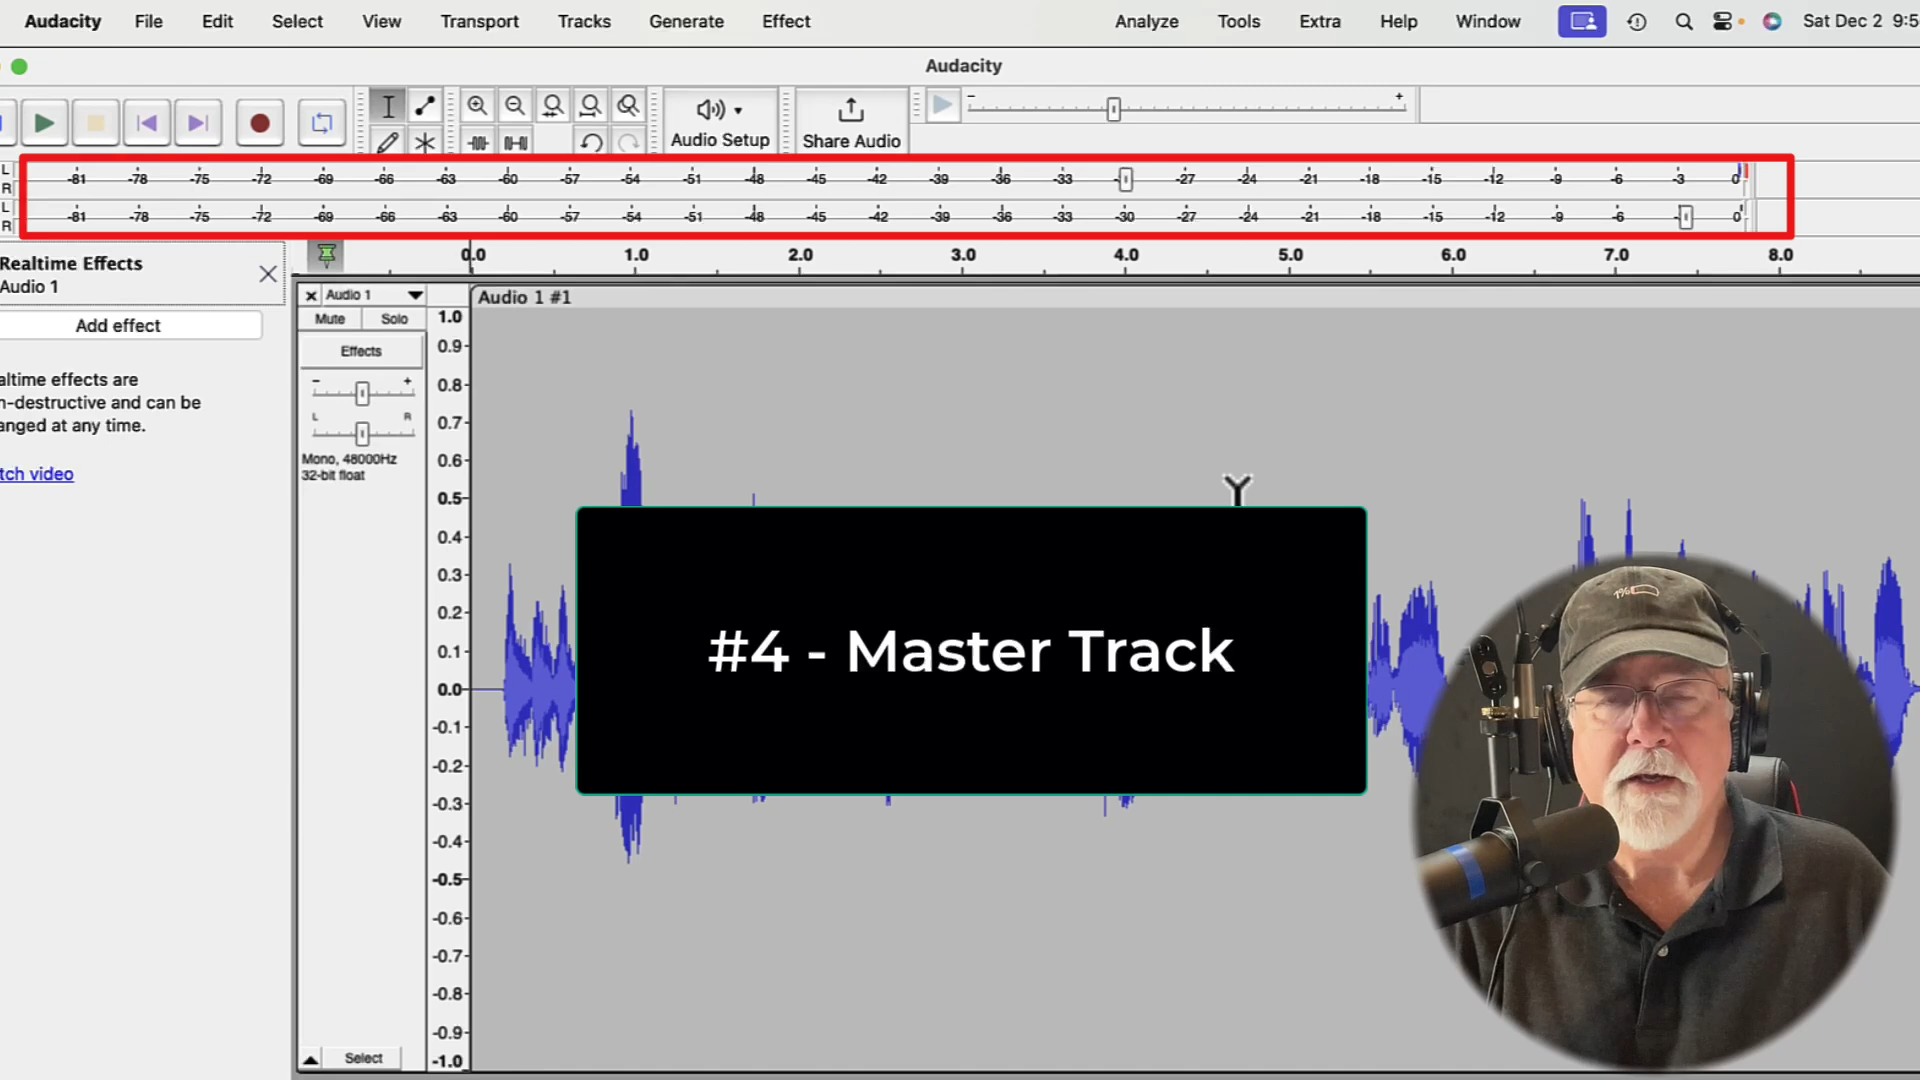 Audacity File Edit Select View Transport Tracks Generate Effect Analyze Tools Extra Help Window Sat Dec 2 9:5
Audacity
Audio Setup
Share Audio
- +
L
R
-81 -78 -75 -72 -69 -66 -63 -60 -57 -54 -51 -48 -45 -42 -39 -36 -33 -27 -24 -21 -18 -15 -12 -9 -6 -3 0
L
R
-81 -78 -75 -72 -69 -66 -63 -60 -57 -54 -51 -48 -45 -42 -39 -36 -33 -30 -27 -24 -21 -18 -15 -12 -9 -6 0
0.0 1.0 2.0 3.0 4.0 5.0 6.0 7.0 8.0
Realtime Effects
Audio 1
Add effect
altime effects are
n-destructive and can be
anged at any time.
tch video
Audio 1
Mute Solo
Effects
- +
L R
Mono, 48000Hz
32-bit float
Select
Audio 1 #1
1.0
0.9
0.8
0.7
0.6
0.5
0.4
0.3
0.2
0.1
0.0
-0.1
-0.2
-0.3
-0.4
-0.5
-0.6
-0.7
-0.8
-0.9
-1.0
#4 - Master Track
1%